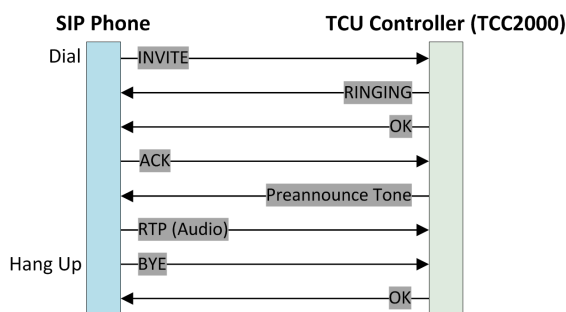 SIP Phone TCU Controller (TCC2000)
Dial INVITE
RINGING
OK
ACK
Preannounce Tone
RTP (Audio)
Hang Up BYE
OK